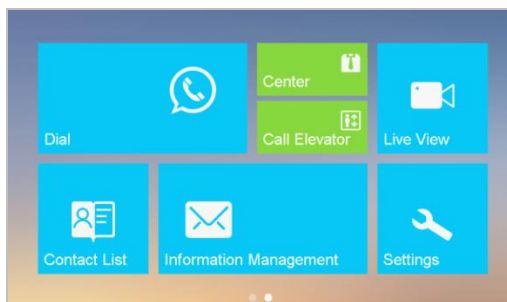 Center
Dial
Call Elevator
Live View
Contact List
Information Management
Settings